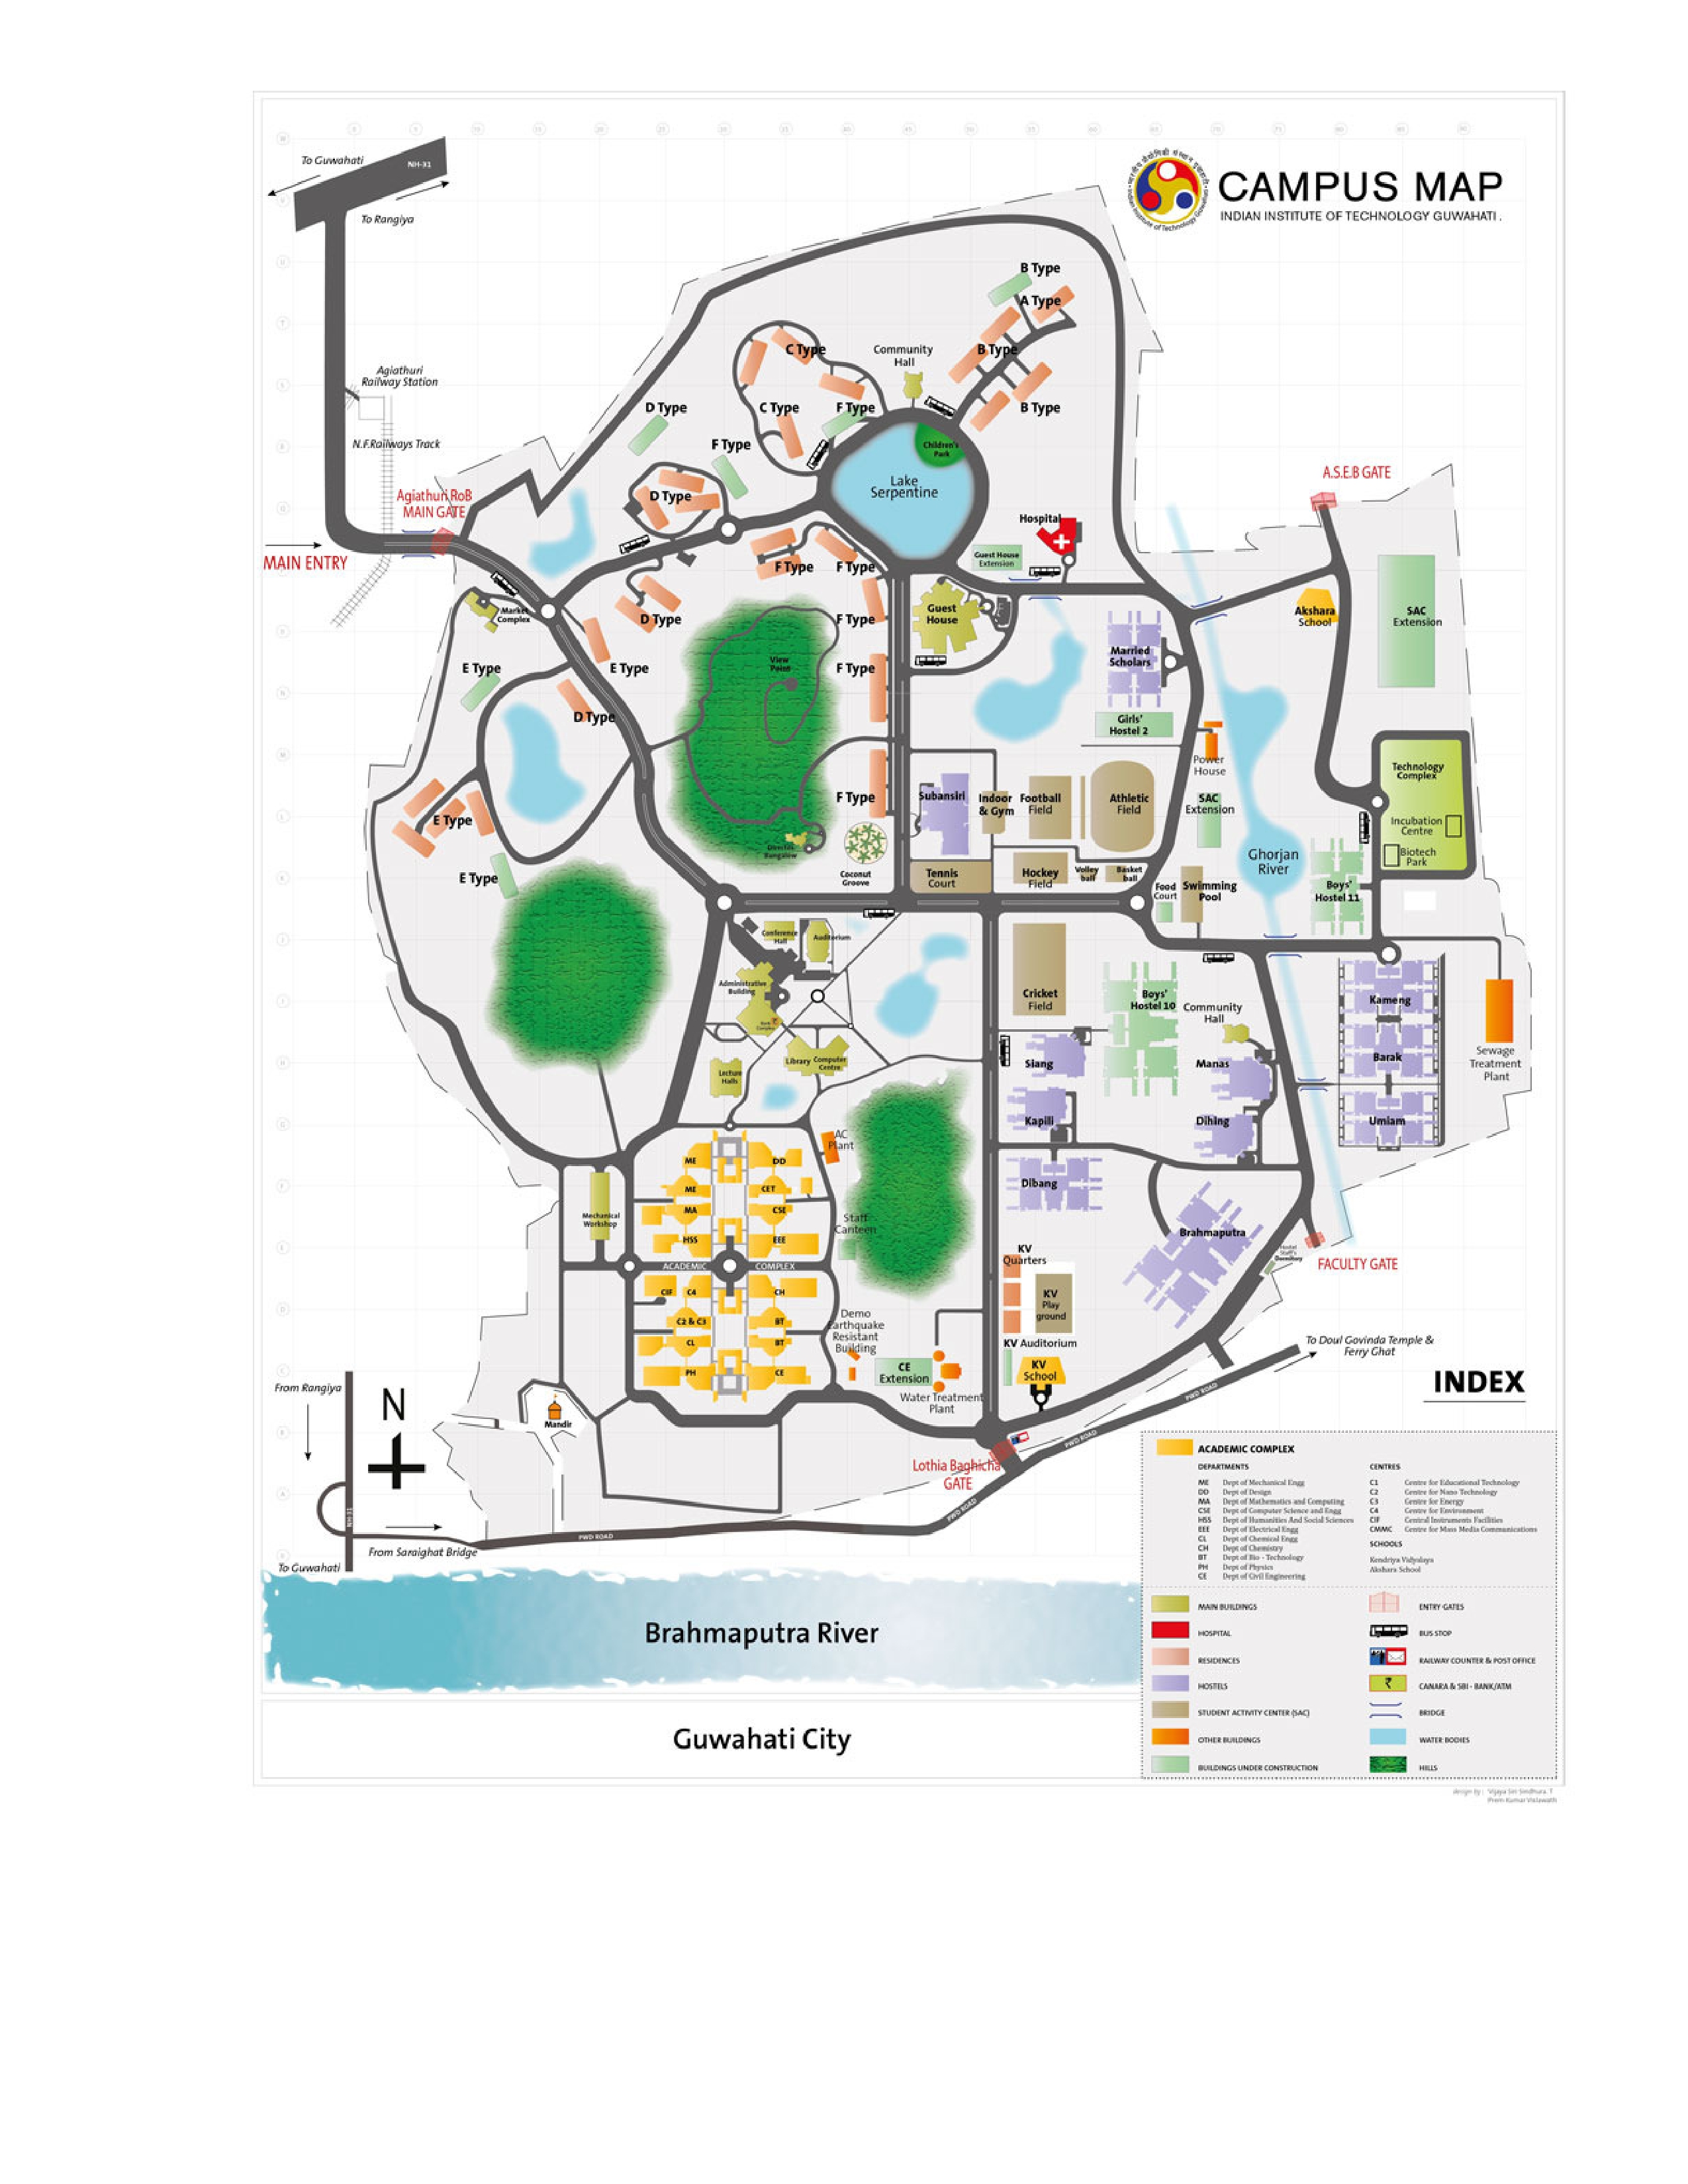 CAMPUS MAP
INDIAN INSTITUTE OF TECHNOLOGY GUWAHATI .
To Guwahati
NH-31
To Rangiya
Agiathuri
Railway Station
N.F.Railways Track
Agiathuri RoB
MAIN GATE
MAIN ENTRY
B Type
A Type
B Type
B Type
C Type
Community
Hall
D Type
C Type
F Type
F Type
Children's
Park
Lake
Serpentine
D Type
A.S.E.B GATE
Hospital
Guest House
Extension
F Type
F Type
Market
Complex
D Type
F Type
Guest
House
Akshara
School
SAC
Extension
E Type
E Type
View
Point
F Type
Married
Scholars
D Type
Girls'
Hostel 2
Power
House
Technology
Complex
E Type
F Type
Subansiri
Indoor
& Gym
Football
Field
Athletic
Field
SAC
Extension
Incubation
Centre
Biotech
Park
Director
Bangalow
Ghorjan
River
E Type
Coconut
Groove
Tennis
Court
Hockey
Field
Volley
ball
Basket
ball
Food
Court
Swimming
Pool
Boys'
Hostel 11
Conference
Hall
Auditorium
Administrative
Building
Cricket
Field
Boys'
Hostel 10
Community
Hall
Kameng
Library
Computer
Centre
Lecture
Halls
Siang
Manas
Barak
Sewage
Treatment
Plant
Kapili
Dihing
Umiam
AC
Plant
ME
DD
ME
CET
MA
CSE
HSS
EEE
Mechanical
Workshop
Dibang
Staff
Canteen
Brahmaputra
ACADEMIC
COMPLEX
KV
Quarters
Hostel
Staff's
Dormitory
FACULTY GATE
CIF
C4
CH
C2 & C3
BT
CL
BT
PH
CE
KV
Play
ground
Demo
Earthquake
Resistant
Building
KV Auditorium
CE
Extension
KV
School
Water Treatment
Plant
To Doul Govinda Temple &
Ferry Ghat
PWD ROAD
PWD ROAD
PWD ROAD
PWD ROAD
Mandir
Lothia Baghicha
GATE
From Rangiya
N
NH 31
From Saraighat Bridge
To Guwahati
Brahmaputra River
Guwahati City
INDEX
ACADEMIC COMPLEX
DEPARTMENTS
ME Dept of Mechanical Engg
DD Dept of Design
MA Dept of Mathematics and Computing
CSE Dept of Computer Science and Engg
HSS Dept of Humanities And Social Sciences
EEE Dept of Electrical Engg
CL Dept of Chemical Engg
CH Dept of Chemistry
BT Dept of Bio - Technology
PH Dept of Physics
CE Dept of Civil Engineering
CENTRES
C1 Centre for Educational Technology
C2 Centre for Nano Technology
C3 Centre for Energy
C4 Centre for Environment
CIF Central Instruments Facilities
CMMC Centre for Mass Media Communications
SCHOOLS
Kendriya Vidyalaya
Akshara School
MAIN BUILDINGS
HOSPITAL
RESIDENCES
HOSTELS
STUDENT ACTIVITY CENTER (SAC)
OTHER BUILDINGS
BUILDINGS UNDER CONSTRUCTION
ENTRY GATES
BUS STOP
RAILWAY COUNTER & POST OFFICE
₹ CANARA & SBI - BANK/ATM
BRIDGE
WATER BODIES
HILLS